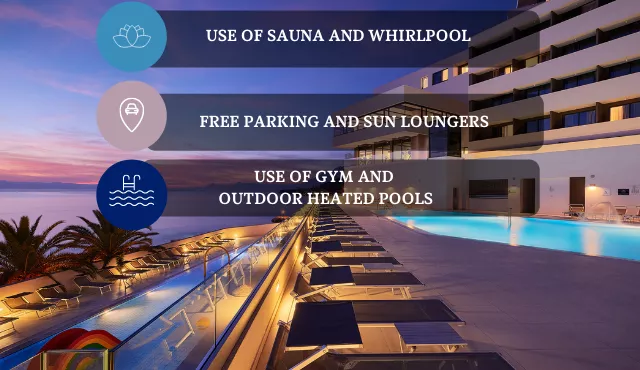 USE OF SAUNA AND WHIRLPOOL
FREE PARKING AND SUN LOUNGERS
USE OF GYM AND
OUTDOOR HEATED POOLS